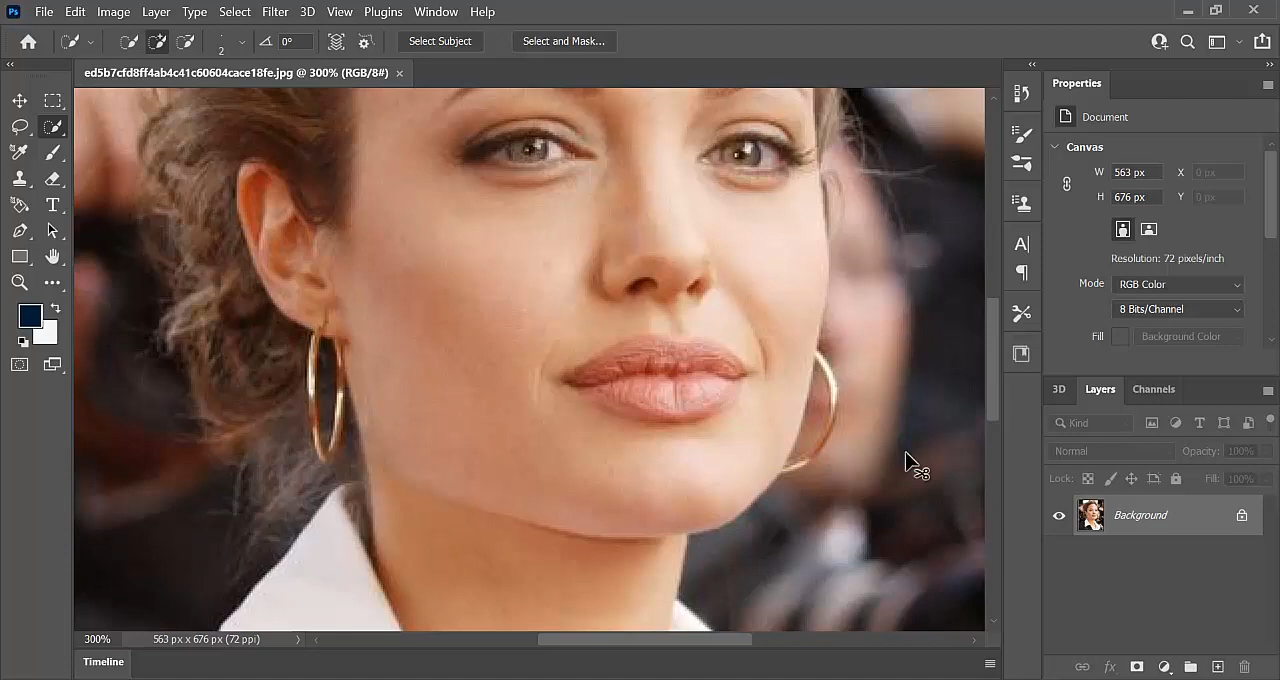 Ps File Edit Image Layer Type Select Filter 3D View Plugins Window Help
2 0° Select Subject Select and Mask...
ed5b7cfd8ff4ab4c41c60604cace18fe.jpg @ 300% (RGB/8#)
Properties
Document
Canvas
W 563 px X 0 px
H 676 px Y 0 px
Resolution: 72 pixels/inch
Mode RGB Color
8 Bits/Channel
Fill Background Color
3D Layers Channels
Kind
Normal Opacity: 100%
Lock: Fill: 100%
Background
300% 563 px x 676 px (72 ppi)
Timeline